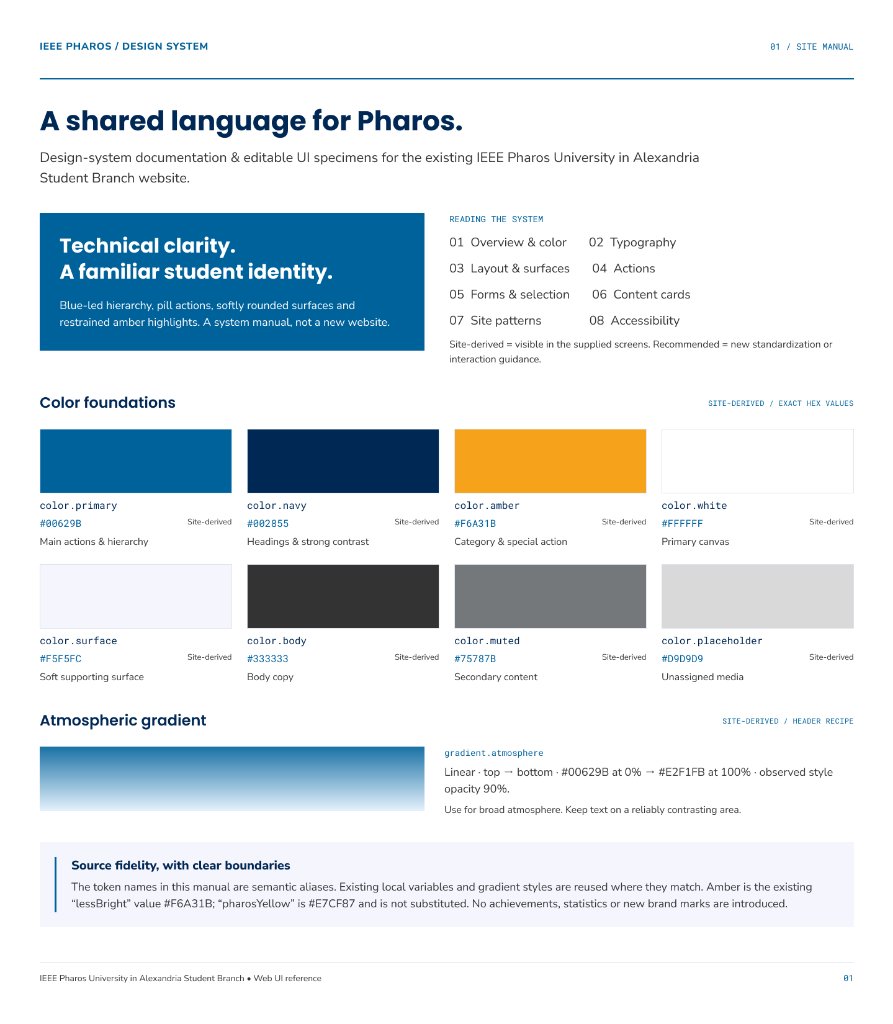 IEEE PHAROS / DESIGN SYSTEM
01 / SITE MANUAL
A shared language for Pharos.
Design-system documentation & editable UI specimens for the existing IEEE Pharos University in Alexandria
Student Branch website.
Technical clarity.
A familiar student identity.
Blue-led hierarchy, pill actions, softly rounded surfaces and
restrained amber highlights. A system manual, not a new website.
READING THE SYSTEM
01 Overview & color 02 Typography
03 Layout & surfaces 04 Actions
05 Forms & selection 06 Content cards
07 Site patterns 08 Accessibility
Site-derived = visible in the supplied screens. Recommended = new standardization or
interaction guidance.
Color foundations
SITE-DERIVED / EXACT HEX VALUES
color.primary
#00629B Site-derived
Main actions & hierarchy
color.navy
#002855 Site-derived
Headings & strong contrast
color.amber
#F6A31B Site-derived
Category & special action
color.white
#FFFFFF Site-derived
Primary canvas
color.surface
#F5F5FC Site-derived
Soft supporting surface
color.body
#333333 Site-derived
Body copy
color.muted
#75787B Site-derived
Secondary content
color.placeholder
#D9D9D9 Site-derived
Unassigned media
Atmospheric gradient
SITE-DERIVED / HEADER RECIPE
gradient.atmosphere
Linear · top → bottom · #00629B at 0% → #E2F1FB at 100% · observed style
opacity 90%.
Use for broad atmosphere. Keep text on a reliably contrasting area.
Source fidelity, with clear boundaries
The token names in this manual are semantic aliases. Existing local variables and gradient styles are reused where they match. Amber is the existing
“lessBright” value #F6A31B; “pharosYellow” is #E7CF87 and is not substituted. No achievements, statistics or new brand marks are introduced.
IEEE Pharos University in Alexandria Student Branch • Web UI reference
01